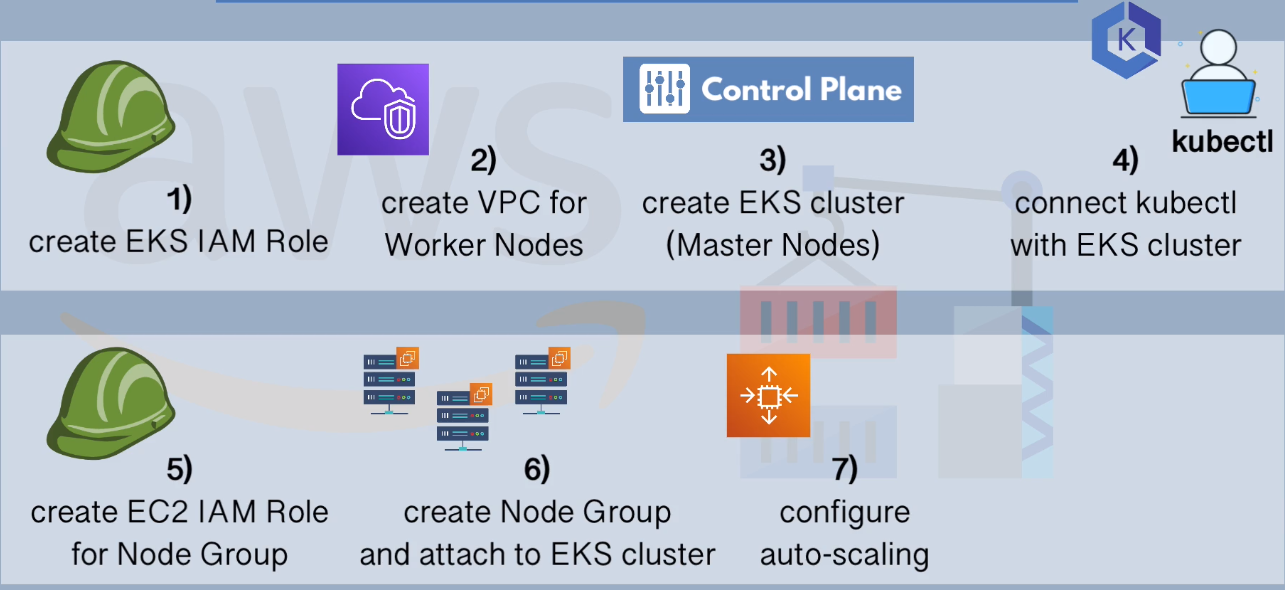 Control Plane
kubectl
1)
create EKS IAM Role
2)
create VPC for
Worker Nodes
3)
create EKS cluster
(Master Nodes)
4)
connect kubectl
with EKS cluster
5)
create EC2 IAM Role
for Node Group
6)
create Node Group
and attach to EKS cluster
7)
configure
auto-scaling
aws
K